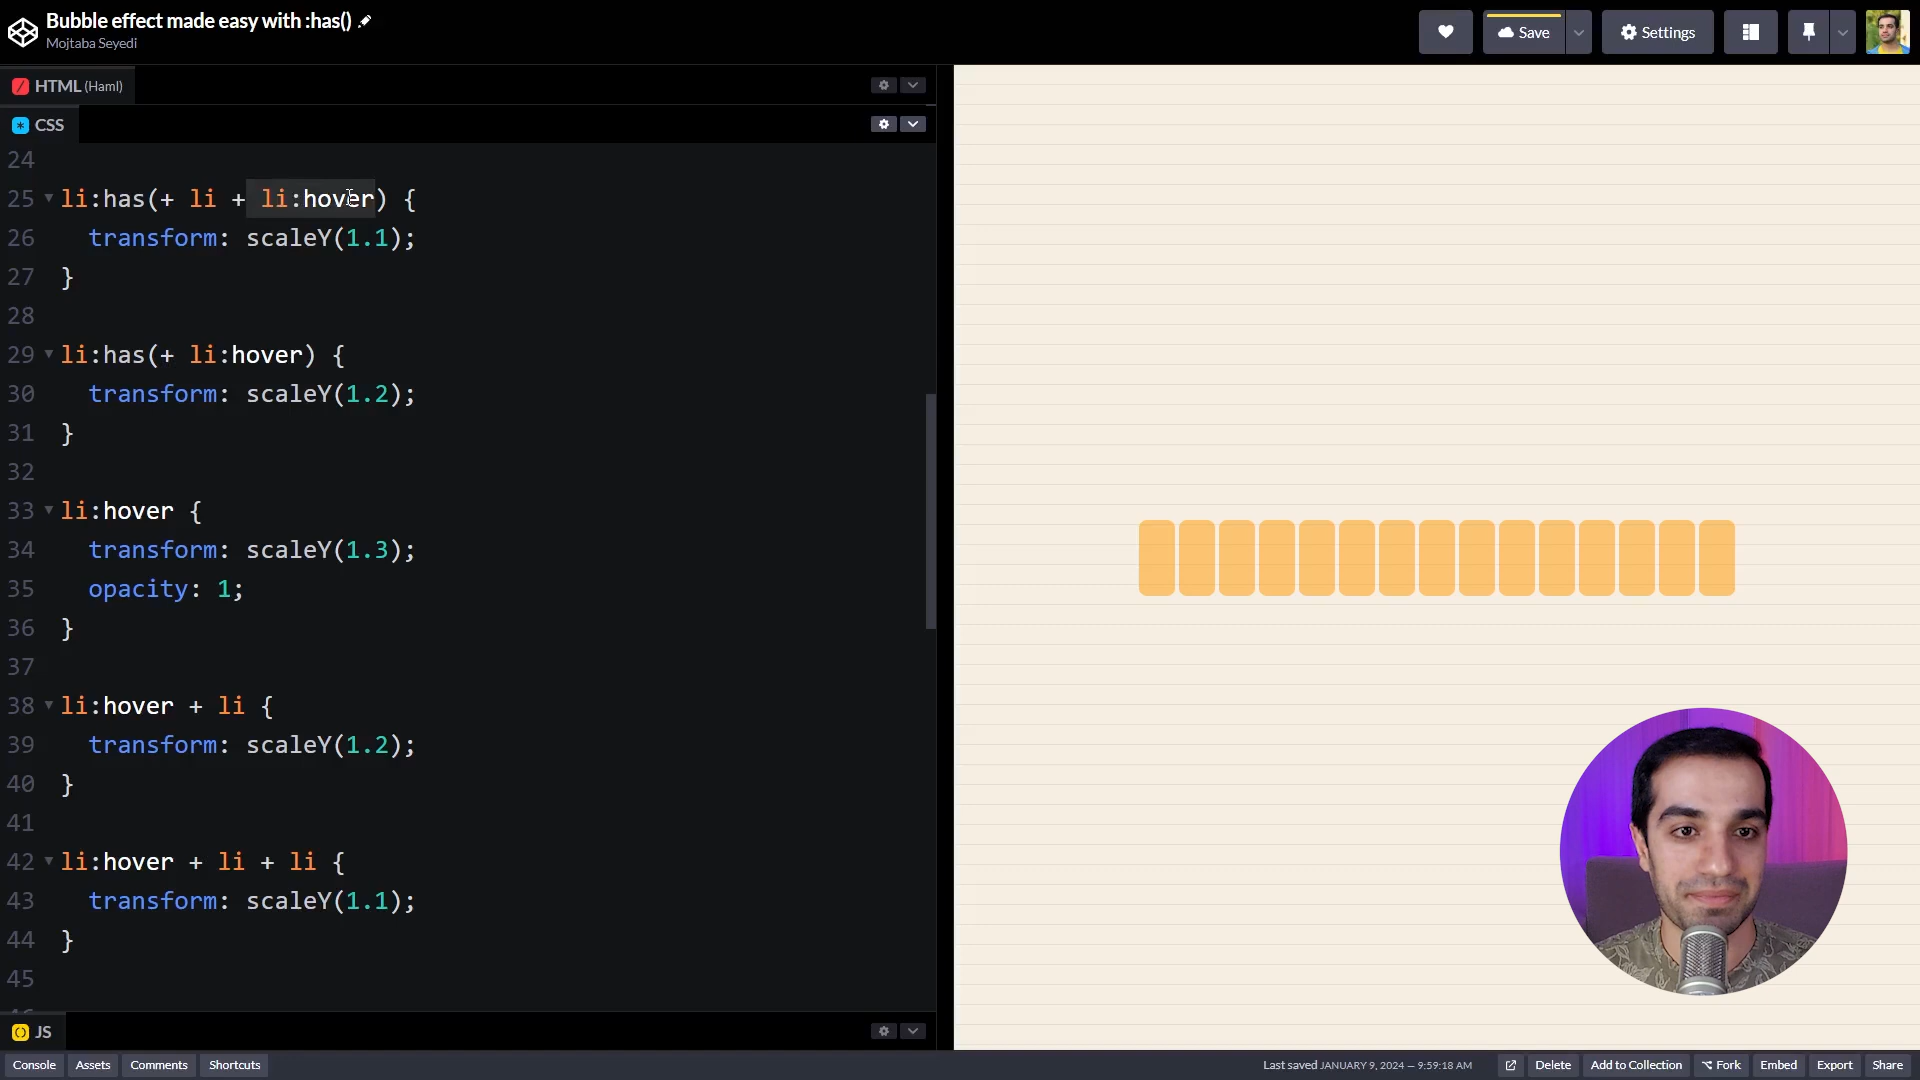 Bubble effect made easy with :has()
Mojtaba Seyedi
Save
Settings
HTML (Haml)
CSS
24
25 li:has(+ li + li:hover) {
26 transform: scaleY(1.1);
27 }
28
29 li:has(+ li:hover) {
30 transform: scaleY(1.2);
31 }
32
33 li:hover {
34 transform: scaleY(1.3);
35 opacity: 1;
36 }
37
38 li:hover + li {
39 transform: scaleY(1.2);
40 }
41
42 li:hover + li + li {
43 transform: scaleY(1.1);
44 }
45
JS
Console Assets Comments Shortcuts Last saved JANUARY 9, 2024 — 9:59:18 AM Delete Add to Collection Fork Embed Export Share